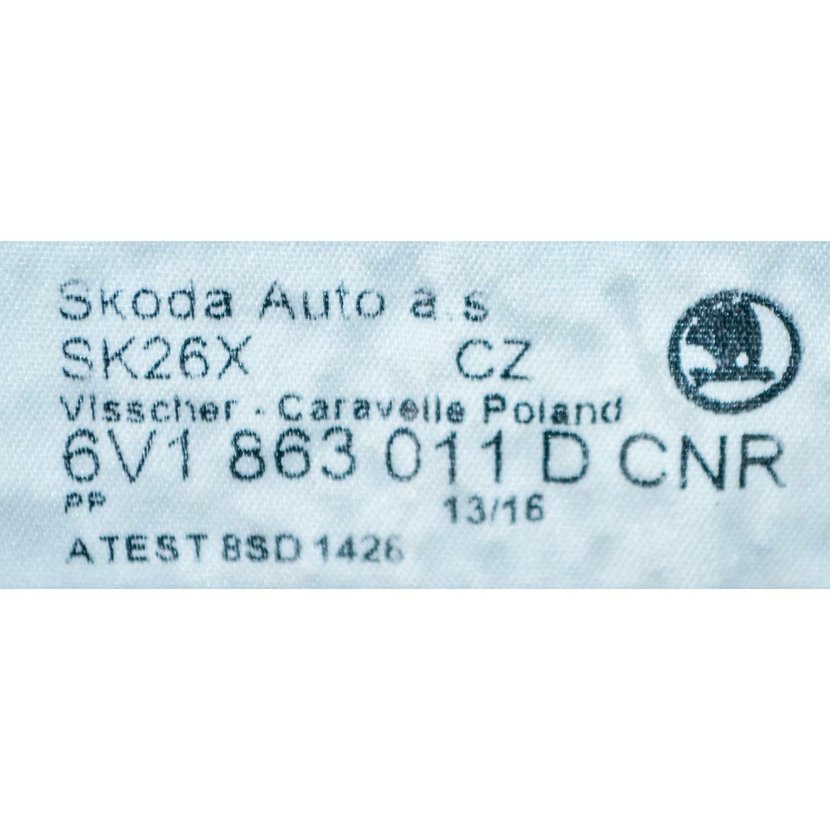 Skoda Auto a.s
SK26X CZ
Visscher - Caravelle Poland
6V1 863 011 D CNR
PP 13/16
ATEST 8SD 1426